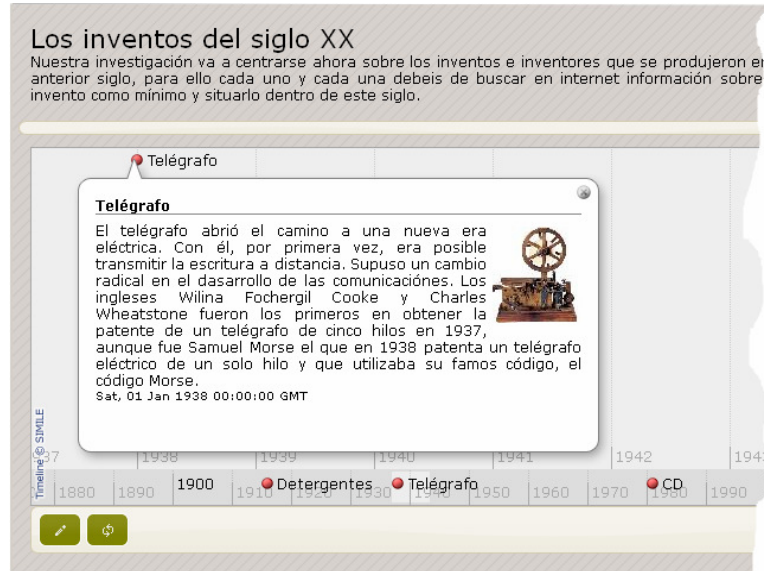 Los inventos del siglo XX
Nuestra investigación va a centrarse ahora sobre los inventos e inventores que se produjeron en
anterior siglo, para ello cada uno y cada una debeis de buscar en internet información sobre
invento como mínimo y situarlo dentro de este siglo.
Telégrafo
Telégrafo
El telégrafo abrió el camino a una nueva era
eléctrica. Con él, por primera vez, era posible
transmitir la escritura a distancia. Supuso un cambio
radical en el dasarrollo de las comunicaciónes. Los
ingleses Wilina Fochergil Cooke y Charles
Wheatstone fueron los primeros en obtener la
patente de un telégrafo de cinco hilos en 1937,
aunque fue Samuel Morse el que en 1938 patenta un telégrafo
eléctrico de un solo hilo y que utilizaba su famos código, el
código Morse.
Sat, 01 Jan 1938 00:00:00 GMT
Timeline © SIMILE
37 1938 1939 1940 1941 1942 194
1900 Detergentes Telégrafo CD
1880 1890 1910 1920 1930 1940 1950 1960 1970 1980 1990